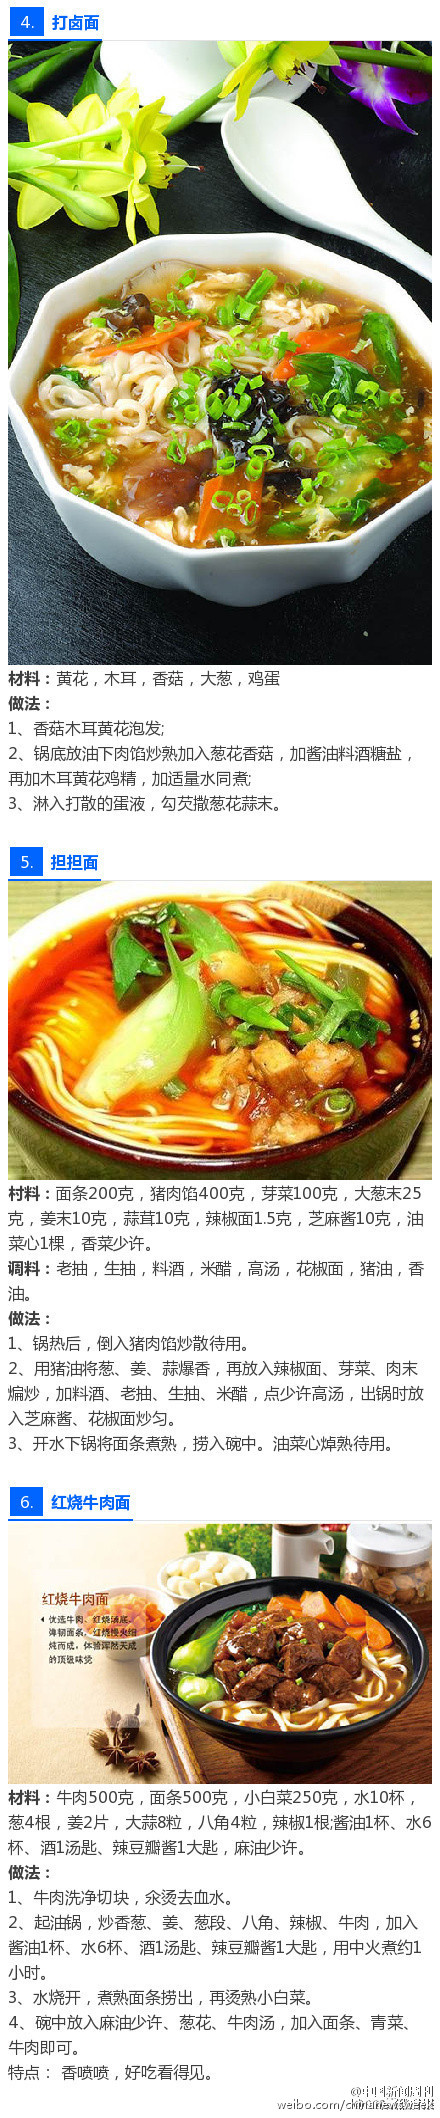 4. 打卤面
材料：黄花，木耳，香菇，大葱，鸡蛋
做法：
1、香菇木耳黄花泡发;
2、锅底放油下肉馅炒熟加入葱花香菇，加酱油料酒糖盐，
再加木耳黄花鸡精，加适量水同煮;
3、淋入打散的蛋液，勾芡撒葱花蒜末。
5. 担担面
村料：面条200克，猪肉馅400克，芽菜100克，大葱末25
克，姜末10克，蒜茸10克，辣椒面1.5克，芝麻酱10克，油
菜心1棵，香菜少许。
调料：老抽，生抽，料酒，米醋，高汤，花椒面，猪油，香
油。
做法：
1、锅热后，倒入猪肉馅炒散待用。
2、用猪油将葱、姜、蒜爆香，再放入辣椒面、芽菜、肉末
煸炒，加料酒、老抽、生抽、米醋，点少许高汤，出锅时放
入芝麻酱、花椒面炒匀。
3、开水下锅将面条煮熟，捞入碗中。油菜心焯熟待用。
6. 红烧牛肉面
红烧牛肉面
优选牛肉、红烧汤底、
弹韧面条，红烧慢火细
炖而成，体验浑然天成
的顶级味觉
材料：牛肉500克，面条500克，小白菜250克，水10杯，
葱4根，姜2片，大蒜8粒，八角4粒，辣椒1根;酱油1杯、水6
杯、酒1汤匙、辣豆瓣酱1大匙，麻油少许。
做法：
1、牛肉洗净切块，汆烫去血水。
2、起油锅，炒香葱、姜、葱段、八角、辣椒、牛肉，加入
酱油1杯、水6杯、酒1汤匙、辣豆瓣酱1大匙，用中火煮约1
小时。
3、水烧开，煮熟面条捞出，再烫熟小白菜。
4、碗中放入麻油少许、葱花、牛肉汤，加入面条、青菜、
牛肉即可。
特点： 香喷喷，好吃看得见。
@中国新闻周刊